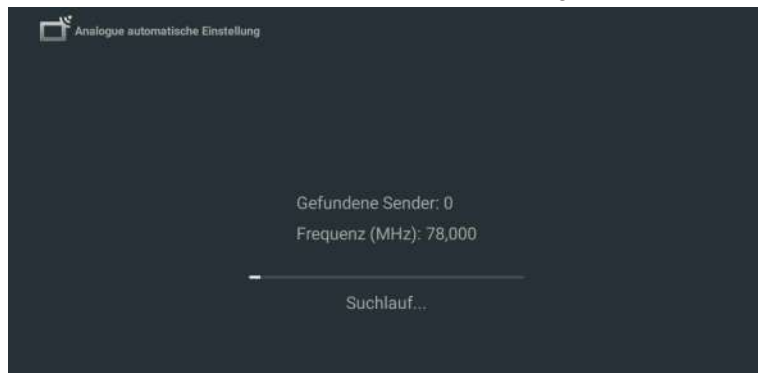 Analogue automatische Einstellung
Gefundene Sender: 0
Frequenz (MHz): 78,000
Suchlauf...